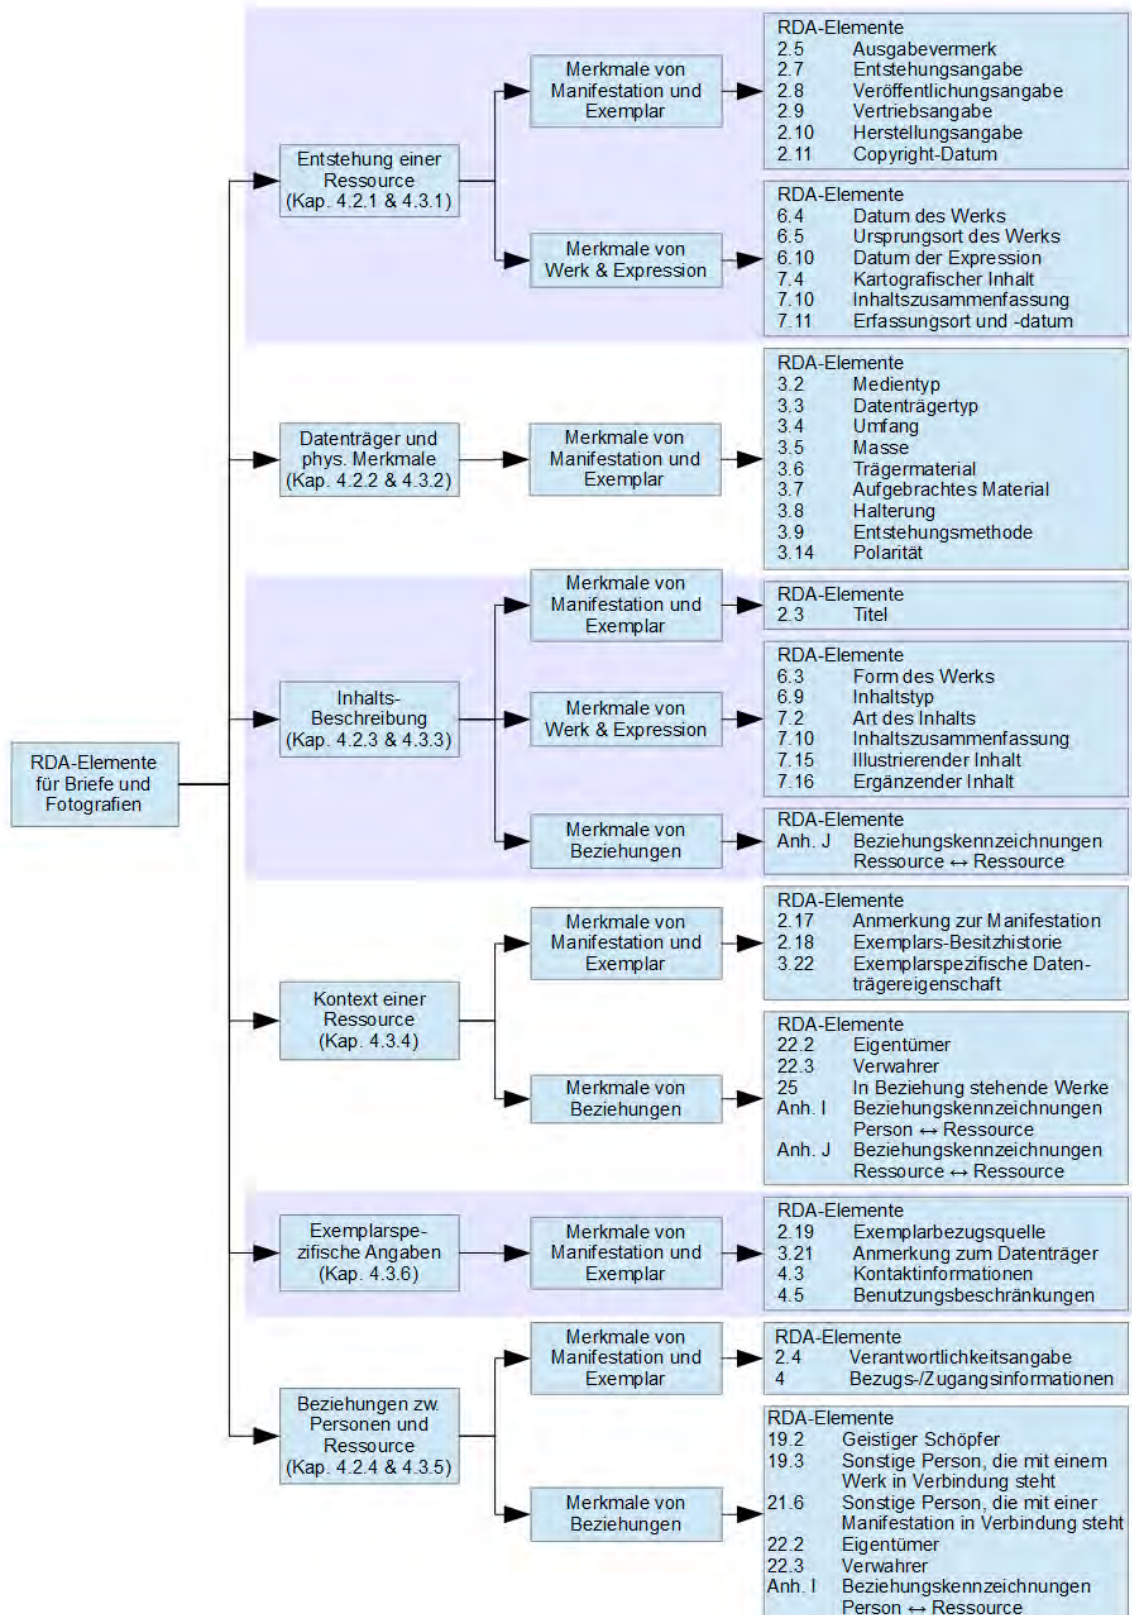 RDA-Elemente
für Briefe und
Fotografien
Entstehung einer
Ressource
(Kap. 4.2.1 & 4.3.1)
Merkmale von
Manifestation und
Exemplar
RDA-Elemente
2.5 Ausgabevermerk
2.7 Entstehungsangabe
2.8 Veröffentlichungsangabe
2.9 Vertriebsangabe
2.10 Herstellungsangabe
2.11 Copyright-Datum
Merkmale von
Werk & Expression
RDA-Elemente
6.4 Datum des Werks
6.5 Ursprungsort des Werks
6.10 Datum der Expression
7.4 Kartografischer Inhalt
7.10 Inhaltszusammenfassung
7.11 Erfassungsort und -datum
Datenträger und
phys. Merkmale
(Kap. 4.2.2 & 4.3.2)
Merkmale von
Manifestation und
Exemplar
RDA-Elemente
3.2 Medientyp
3.3 Datenträgertyp
3.4 Umfang
3.5 Masse
3.6 Trägermaterial
3.7 Aufgebrachtes Material
3.8 Halterung
3.9 Entstehungsmethode
3.14 Polarität
Inhalts-
Beschreibung
(Kap. 4.2.3 & 4.3.3)
Merkmale von
Manifestation und
Exemplar
RDA-Elemente
2.3 Titel
Merkmale von
Werk & Expression
RDA-Elemente
6.3 Form des Werks
6.9 Inhaltstyp
7.2 Art des Inhalts
7.10 Inhaltszusammenfassung
7.15 Illustrierender Inhalt
7.16 Ergänzender Inhalt
Merkmale von
Beziehungen
RDA-Elemente
Anh. J Beziehungskennzeichnungen
Ressource ↔ Ressource
Kontext einer
Ressource
(Kap. 4.3.4)
Merkmale von
Manifestation und
Exemplar
RDA-Elemente
2.17 Anmerkung zur Manifestation
2.18 Exemplars-Besitzhistorie
3.22 Exemplarspezifische Daten-
trägereigenschaft
Merkmale von
Beziehungen
RDA-Elemente
22.2 Eigentümer
22.3 Verwahrer
25 In Beziehung stehende Werke
Anh. I Beziehungskennzeichnungen
Person ↔ Ressource
Anh. J Beziehungskennzeichnungen
Ressource ↔ Ressource
Exemplarspe-
zifische Angaben
(Kap. 4.3.6)
Merkmale von
Manifestation und
Exemplar
RDA-Elemente
2.19 Exemplarbezugsquelle
3.21 Anmerkung zum Datenträger
4.3 Kontaktinformationen
4.5 Benutzungsbeschränkungen
Beziehungen zw.
Personen und
Ressource
(Kap. 4.2.4 & 4.3.5)
Merkmale von
Manifestation und
Exemplar
RDA-Elemente
2.4 Verantwortlichkeitsangabe
4 Bezugs-/Zugangsinformationen
Merkmale von
Beziehungen
RDA-Elemente
19.2 Geistiger Schöpfer
19.3 Sonstige Person, die mit einem
Werk in Verbindung steht
21.6 Sonstige Person, die mit einer
Manifestation in Verbindung steht
22.2 Eigentümer
22.3 Verwahrer
Anh. I Beziehungskennzeichnungen
Person ↔ Ressource